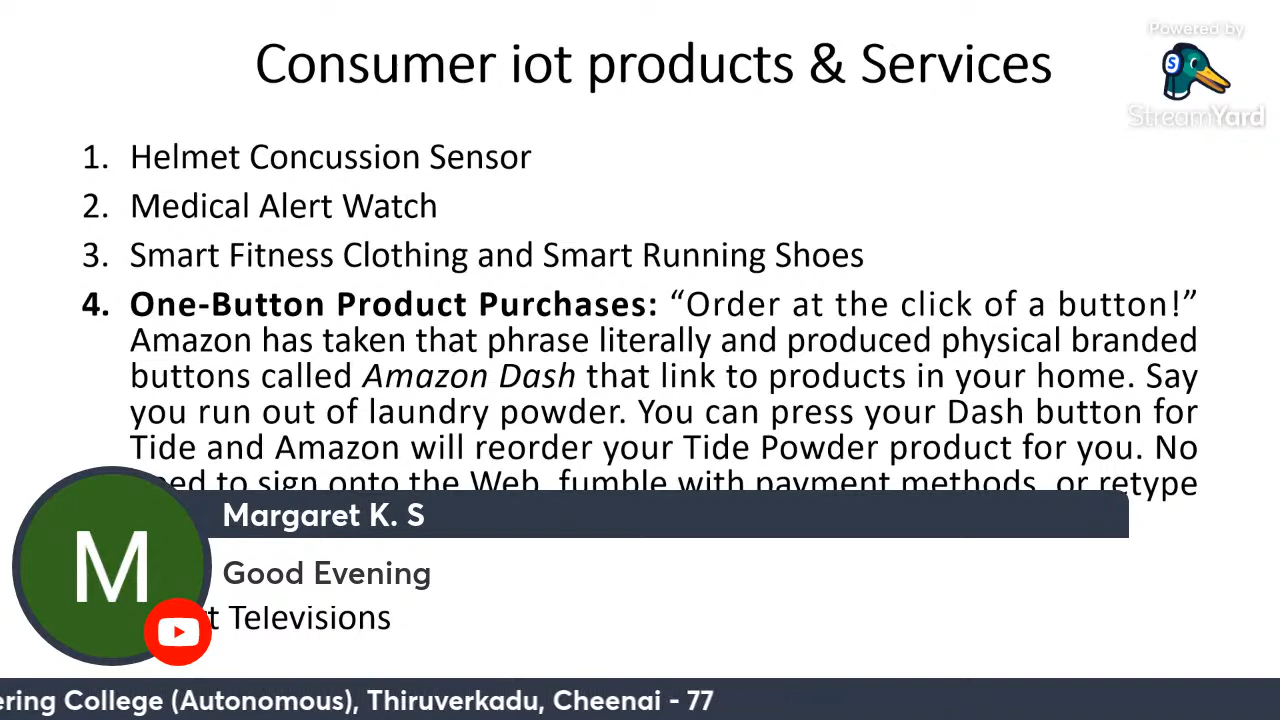 Consumer iot products & Services
Powered by
S
StreamYard
1. Helmet Concussion Sensor
2. Medical Alert Watch
3. Smart Fitness Clothing and Smart Running Shoes
4. One-Button Product Purchases: “Order at the click of a button!”
Amazon has taken that phrase literally and produced physical branded
buttons called Amazon Dash that link to products in your home. Say
you run out of laundry powder. You can press your Dash button for
Tide and Amazon will reorder your Tide Powder product for you. No
to sign onto the Web, fumble with payment methods, or retype
M
Margaret K. S
Good Evening
Televisions
ering College (Autonomous), Thiruverkadu, Cheenai - 77